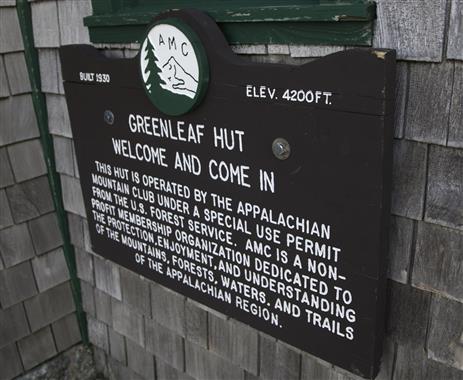 AMC
BUILT 1930
ELEV. 4200 FT.
GREENLEAF HUT
WELCOME AND COME IN
THIS HUT IS OPERATED BY THE APPALACHIAN
MOUNTAIN CLUB UNDER A SPECIAL USE PERMIT
FROM THE U.S. FOREST SERVICE. AMC IS A NON-
PROFIT MEMBERSHIP ORGANIZATION DEDICATED TO
THE PROTECTION, ENJOYMENT, AND UNDERSTANDING
OF THE MOUNTAINS, FORESTS, WATERS, AND TRAILS
OF THE APPALACHIAN REGION.